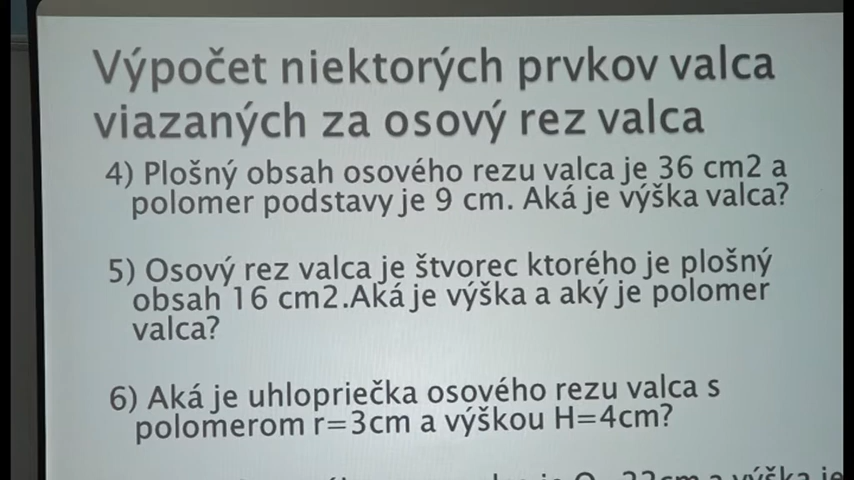 Výpočet niektorých prvkov valca
viazaných za osový rez valca
4) Plošný obsah osového rezu valca je 36 cm2 a
polomer podstavy je 9 cm. Aká je výška valca?
5) Osový rez valca je štvorec ktorého je plošný
obsah 16 cm2.Aká je výška a aký je polomer
valca?
6) Aká je uhlopriečka osového rezu valca s
polomerom r=3cm a výškou H=4cm?